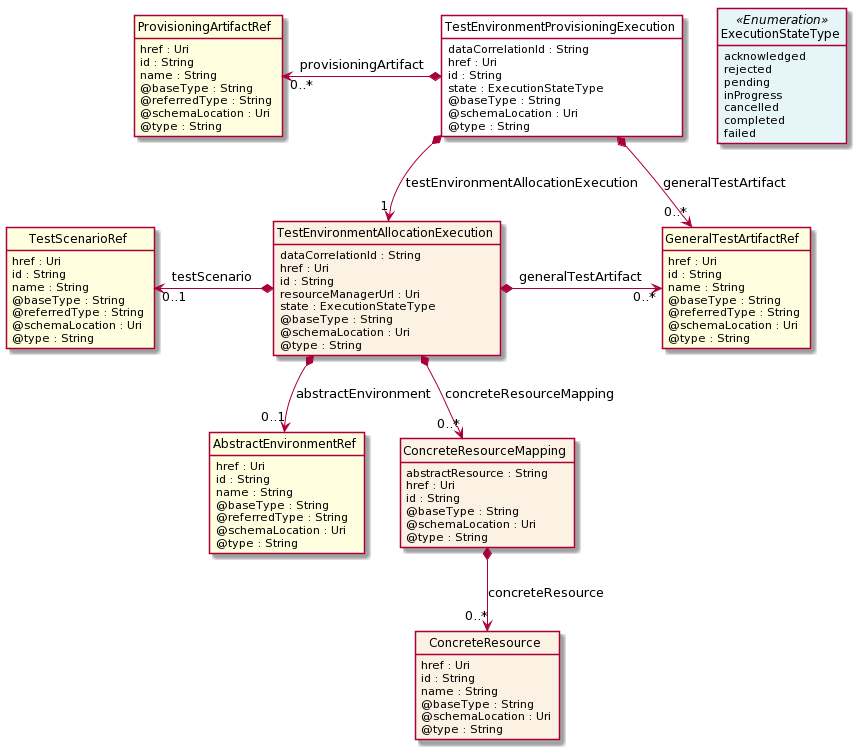 ProvisioningArtifactRef
href : Uri
id : String
name : String
@baseType : String
@referredType : String
@schemaLocation : Uri
@type : String
provisioningArtifact
0..*
TestEnvironmentProvisioningExecution
dataCorrelationId : String
href : Uri
id : String
state : ExecutionStateType
@baseType : String
@schemaLocation : Uri
@type : String
«Enumeration»
ExecutionStateType
acknowledged
rejected
pending
inProgress
cancelled
completed
failed
testEnvironmentAllocationExecution
1
generalTestArtifact
0..*
TestScenarioRef
href : Uri
id : String
name : String
@baseType : String
@referredType : String
@schemaLocation : Uri
@type : String
testScenario
0..1
TestEnvironmentAllocationExecution
dataCorrelationId : String
href : Uri
id : String
resourceManagerUrl : Uri
state : ExecutionStateType
@baseType : String
@schemaLocation : Uri
@type : String
generalTestArtifact
0..*
GeneralTestArtifactRef
href : Uri
id : String
name : String
@baseType : String
@referredType : String
@schemaLocation : Uri
@type : String
abstractEnvironment
0..1
concreteResourceMapping
0..*
AbstractEnvironmentRef
href : Uri
id : String
name : String
@baseType : String
@referredType : String
@schemaLocation : Uri
@type : String
ConcreteResourceMapping
abstractResource : String
href : Uri
id : String
@baseType : String
@schemaLocation : Uri
@type : String
concreteResource
0..*
ConcreteResource
href : Uri
id : String
name : String
@baseType : String
@schemaLocation : Uri
@type : String